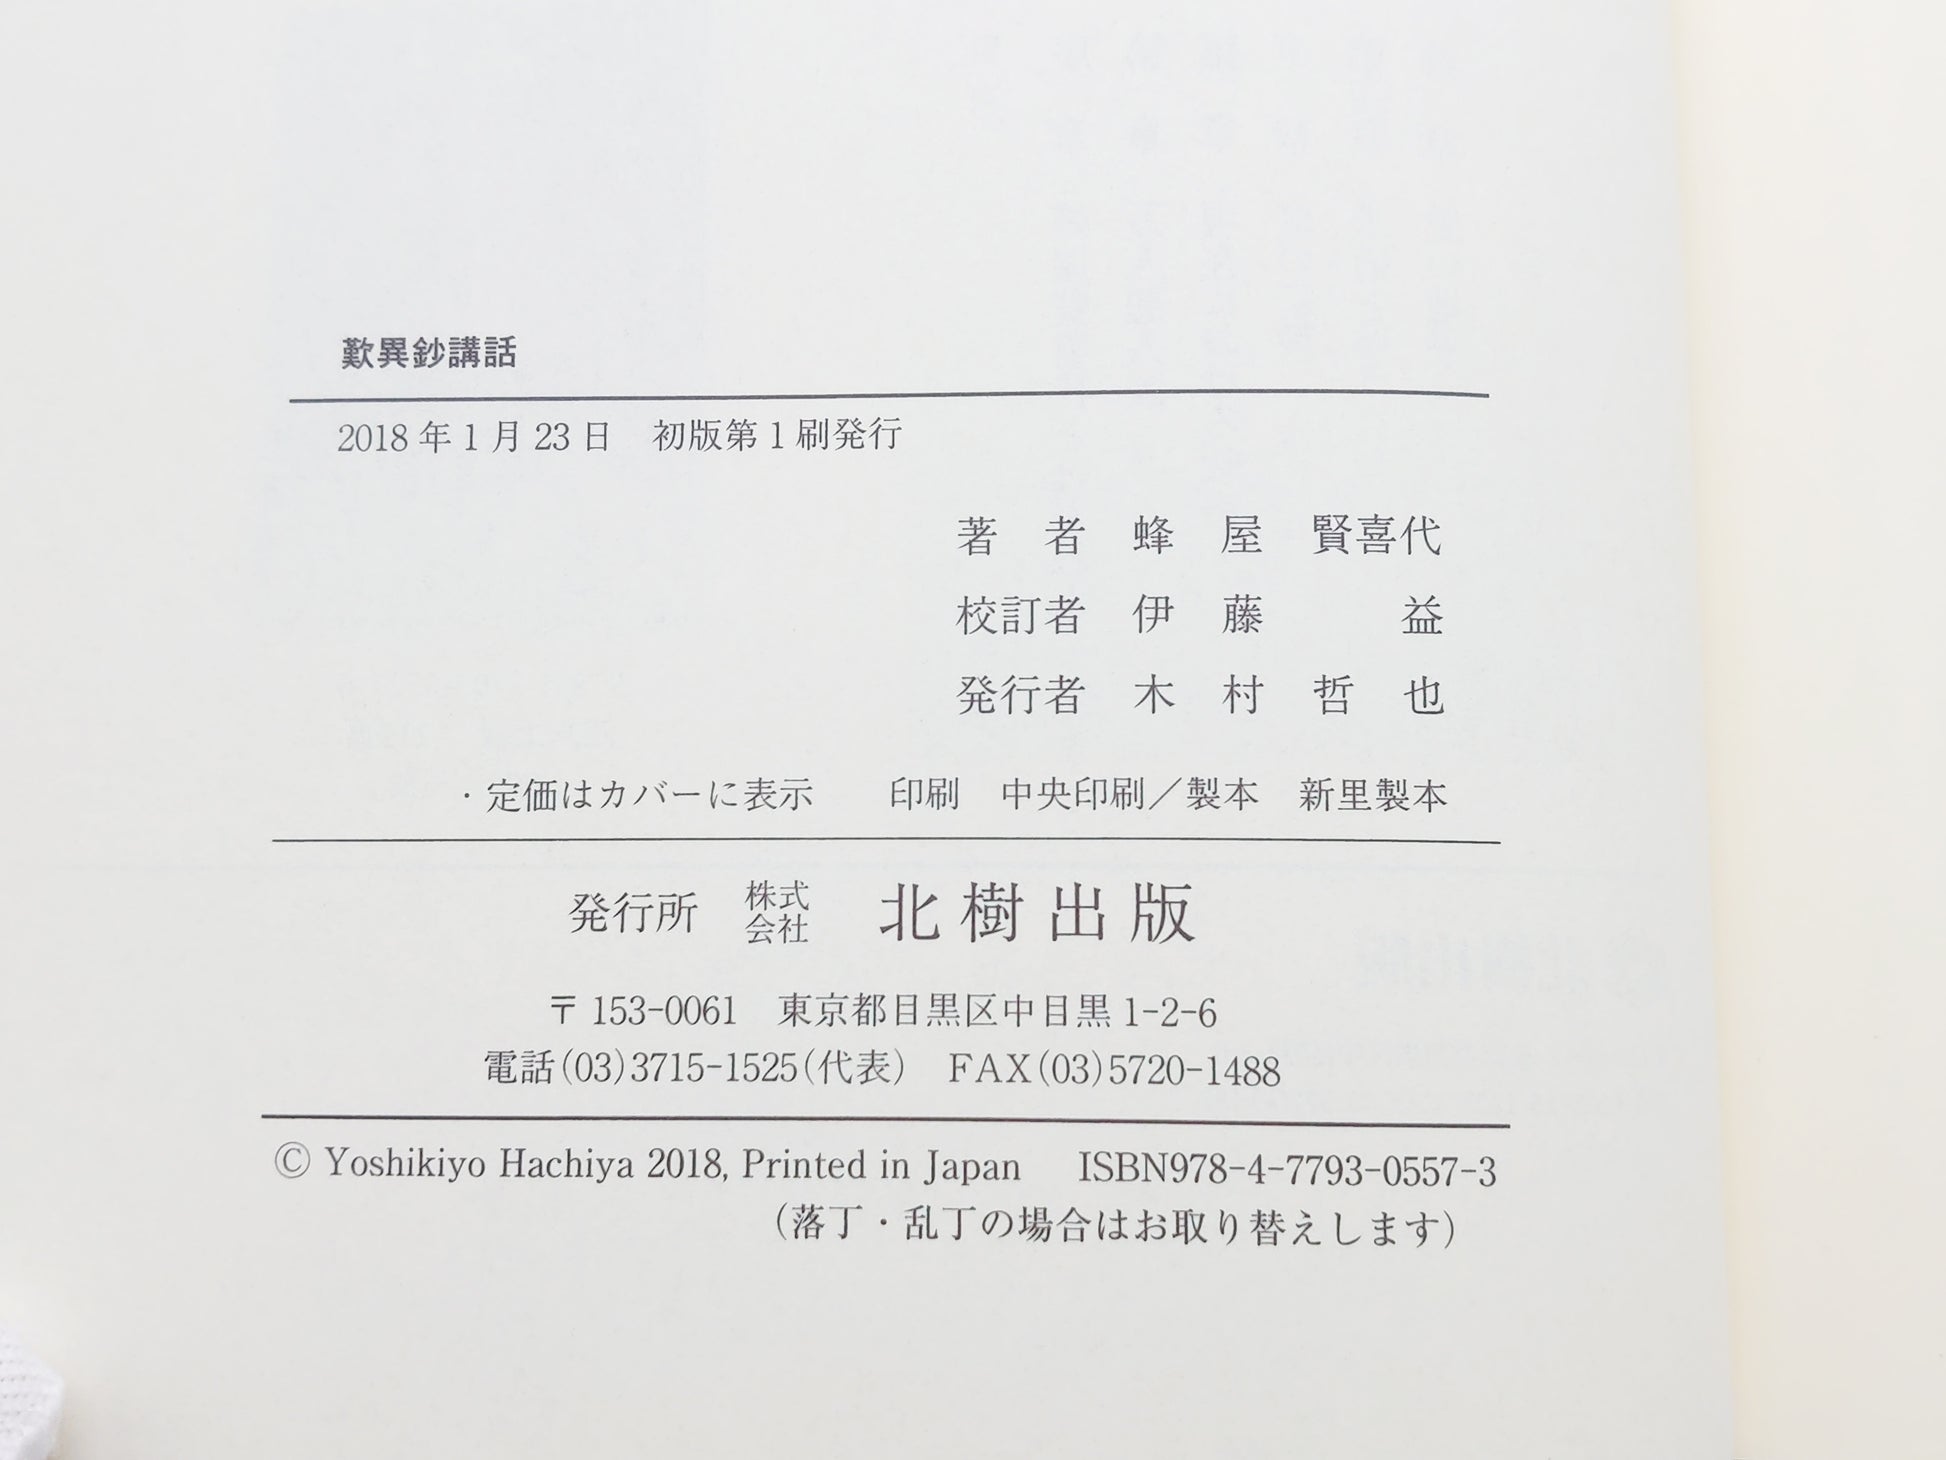 歎異鈔講話
2018年1月23日　初版第1刷発行
著　者　蜂　屋　賢喜代
校訂者　伊　藤　　　益
発行者　木　村　哲　也
・定価はカバーに表示　　印刷　中央印刷／製本　新里製本
発行所　株式会社　北樹出版
〒153-0061　東京都目黒区中目黒1-2-6
電話(03)3715-1525(代表)　FAX(03)5720-1488
© Yoshikiyo Hachiya 2018, Printed in Japan　ISBN978-4-7793-0557-3
（落丁・乱丁の場合はお取り替えします）